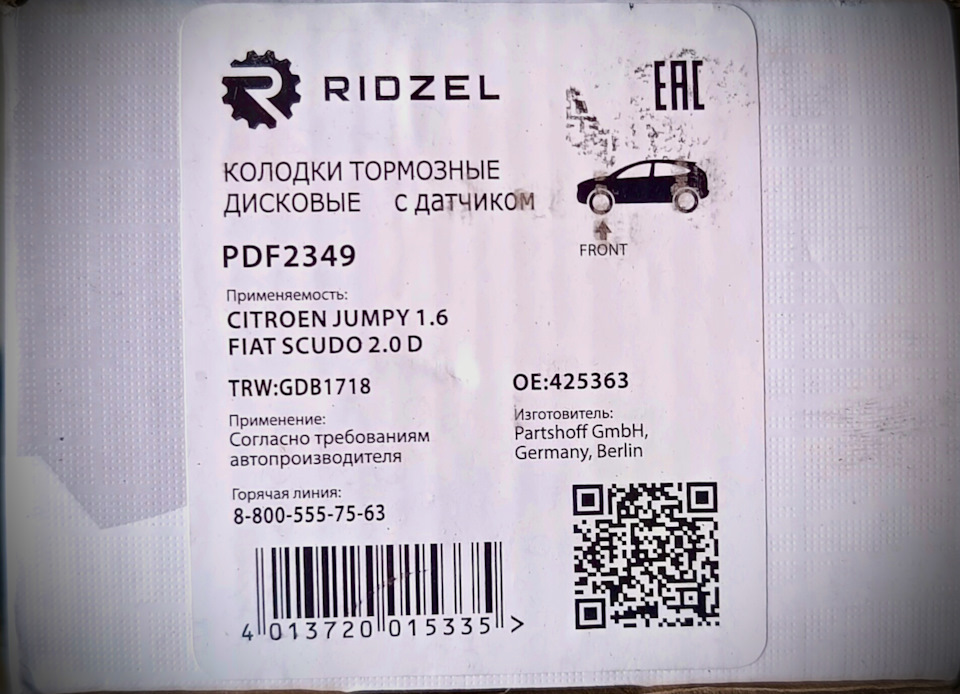 RIDZEL
EAC
КОЛОДКИ ТОРМОЗНЫЕ
ДИСКОВЫЕ С ДАТЧИКОМ
FRONT
PDF2349
Применяемость:
CITROEN JUMPY 1.6
FIAT SCUDO 2.0 D
TRW:GDB1718
OE:425363
Применение:
Согласно требованиям
автопроизводителя
Изготовитель:
Partshoff GmbH,
Germany, Berlin
Горячая линия:
8-800-555-75-63
4 013720 015335 >